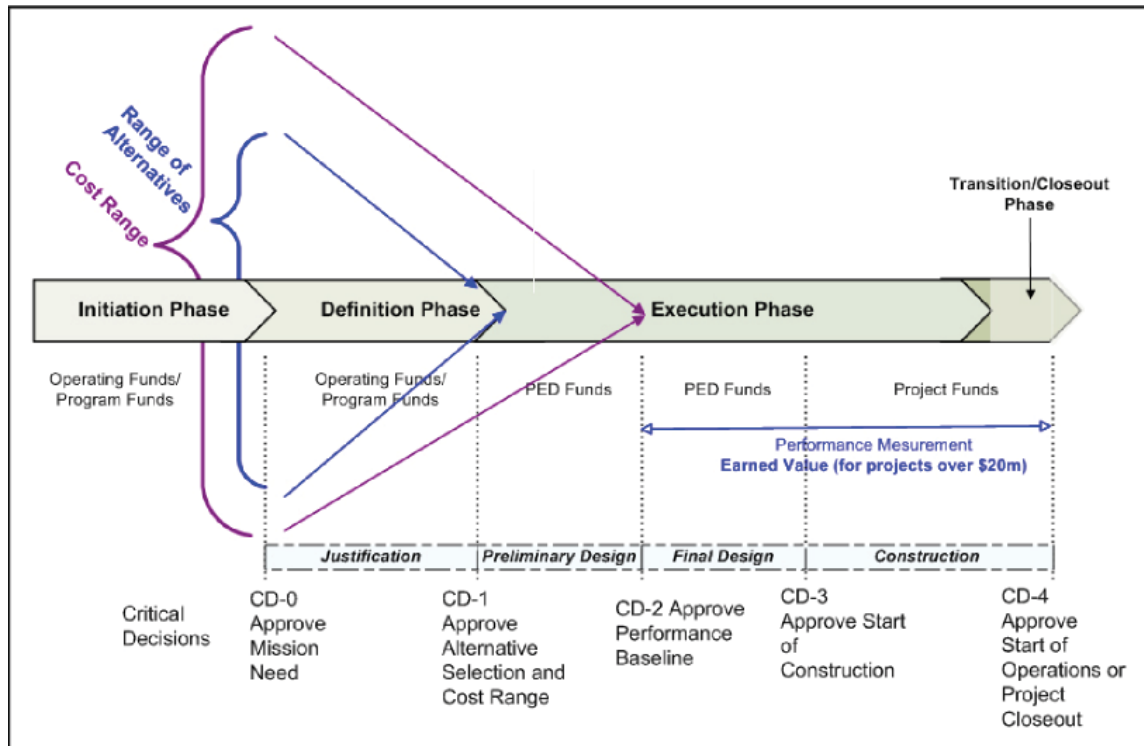 Range of
Alternatives
Cost Range
Transition/Closeout
Phase
Initiation Phase
Definition Phase
Execution Phase
Operating Funds/
Program Funds
Operating Funds/
Program Funds
PED Funds
PED Funds
Project Funds
Performance Mesurement
Earned Value (for projects over $20m)
Justification
Preliminary Design
Final Design
Construction
Critical
Decisions
CD-0
Approve
Mission
Need
CD-1
Approve
Alternative
Selection and
Cost Range
CD-2 Approve
Performance
Baseline
CD-3
Approve Start
of
Construction
CD-4
Approve
Start of
Operations or
Project
Closeout